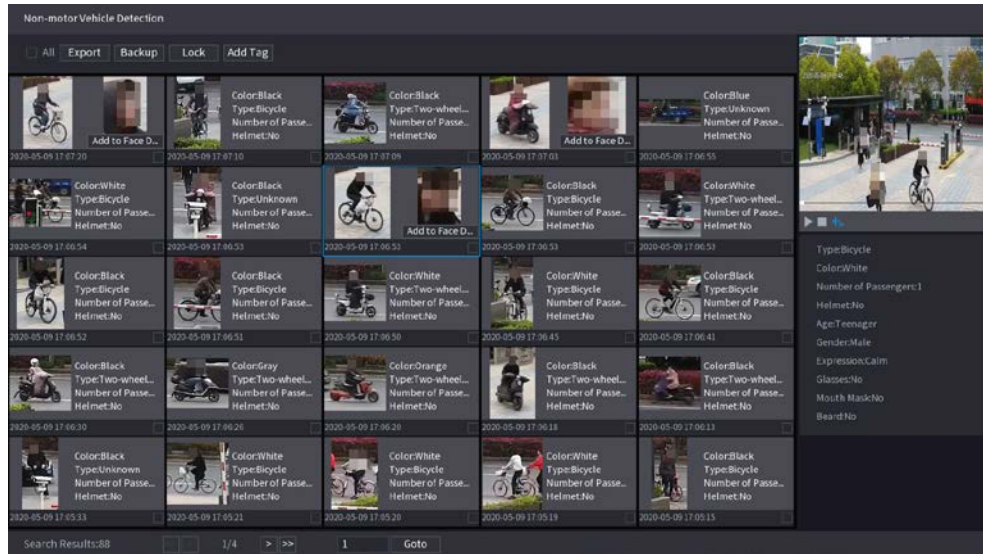 Non-motor Vehicle Detection
All Export Backup Lock Add Tag
Add to Face D...
2020-05-09 17:07:20
Color:Black
Type:Bicycle
Number of Passe...
Helmet:No
2020-05-09 17:07:10
Color:Black
Type:Two-wheel...
Number of Passe...
Helmet:No
2020-05-09 17:07:09
Add to Face D...
2020-05-09 17:07:03
Color:Blue
Type:Unknown
Number of Passe...
Helmet:No
2020-05-09 17:06:55
Color:White
Type:Bicycle
Number of Passe...
Helmet:No
2020-05-09 17:06:54
Color:Black
Type:Unknown
Number of Passe...
Helmet:No
2020-05-09 17:06:53
Add to Face D...
2020-05-09 17:06:53
Color:Black
Type:Bicycle
Number of Passe...
Helmet:No
2020-05-09 17:06:53
Color:White
Type:Two-wheel...
Number of Passe...
Helmet:No
2020-05-09 17:06:53
Color:Black
Type:Bicycle
Number of Passe...
Helmet:No
2020-05-09 17:06:52
Color:Black
Type:Bicycle
Number of Passe...
Helmet:No
2020-05-09 17:06:51
Color:White
Type:Two-wheel...
Number of Passe...
Helmet:No
2020-05-09 17:06:50
Color:White
Type:Bicycle
Number of Passe...
Helmet:No
2020-05-09 17:06:45
Color:Black
Type:Bicycle
Number of Passe...
Helmet:No
2020-05-09 17:06:41
Color:Black
Type:Two-wheel...
Number of Passe...
Helmet:No
2020-05-09 17:06:30
Color:Gray
Type:Two-wheel...
Number of Passe...
Helmet:No
2020-05-09 17:06:26
Color:Orange
Type:Two-wheel...
Number of Passe...
Helmet:No
2020-05-09 17:06:20
Color:Black
Type:Two-wheel...
Number of Passe...
Helmet:No
2020-05-09 17:06:18
Color:Black
Type:Two-wheel...
Number of Passe...
Helmet:No
2020-05-09 17:06:13
Color:Black
Type:Unknown
Number of Passe...
Helmet:No
2020-05-09 17:05:33
Color:White
Type:Bicycle
Number of Passe...
Helmet:No
2020-05-09 17:05:21
Color:White
Type:Bicycle
Number of Passe...
Helmet:No
2020-05-09 17:05:20
Color:White
Type:Bicycle
Number of Passe...
Helmet:No
2020-05-09 17:05:19
Color:Black
Type:Bicycle
Number of Passe...
Helmet:No
2020-05-09 17:05:15
Type:Bicycle
Color:White
Number of Passengers:1
Helmet:No
Age:Teenager
Gender:Male
Expression:Calm
Glasses:No
Mouth Mask:No
Beard:No
Search Results:88 1/4 > >> 1 Goto